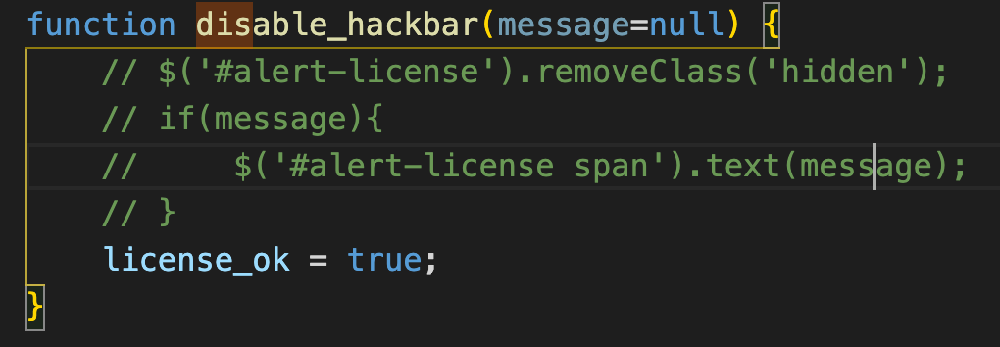 function disable_hackbar(message=null) {
// $('#alert-license').removeClass('hidden');
// if(message){
//     $('#alert-license span').text(message);
// }
license_ok = true;
}